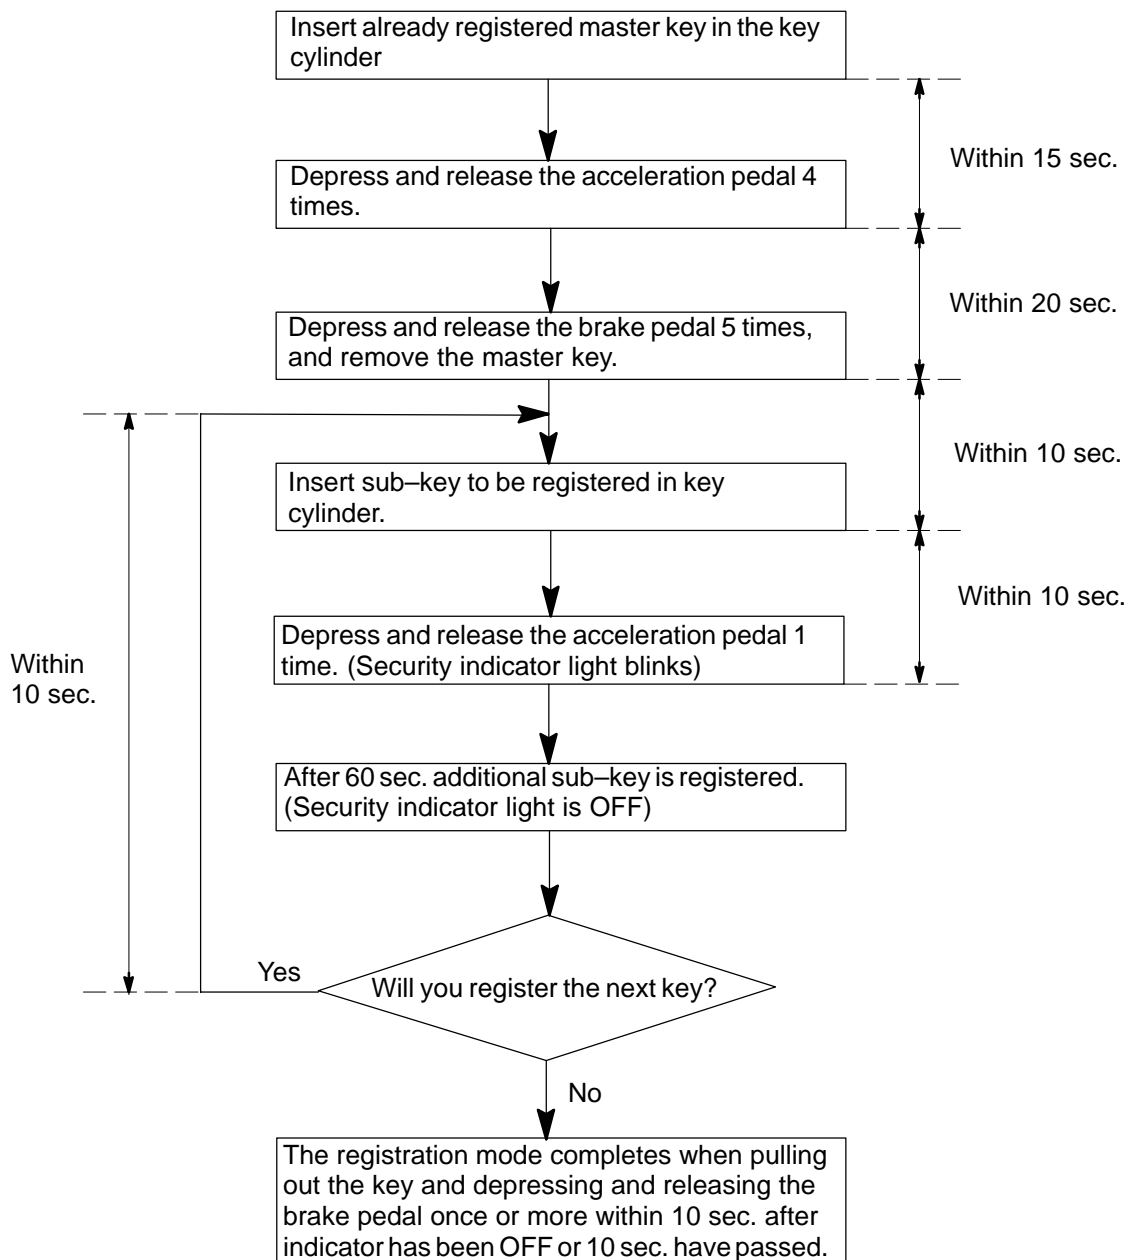 Insert already registered master key in the key
cylinder
Within 15 sec.
Depress and release the acceleration pedal 4
times.
Within 20 sec.
Depress and release the brake pedal 5 times,
and remove the master key.
Within 10 sec.
Insert sub–key to be registered in key
cylinder.
Within 10 sec.
Depress and release the acceleration pedal 1
time. (Security indicator light blinks)
Within
10 sec.
After 60 sec. additional sub–key is registered.
(Security indicator light is OFF)
Yes
Will you register the next key?
No
The registration mode completes when pulling
out the key and depressing and releasing the
brake pedal once or more within 10 sec. after
indicator has been OFF or 10 sec. have passed.